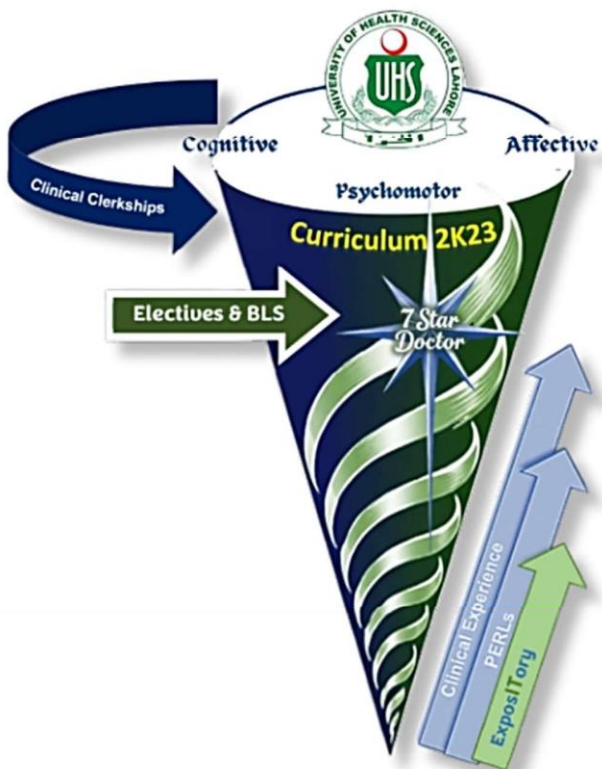 UNIVERSITY OF HEALTH SCIENCES LAHORE
UHS
Cognitive
Affective
Psychomotor
Clinical Clerkships
Curriculum 2K23
Electives & BLS
7 Star
Doctor
Clinical Experience
PERLs
ExposITory